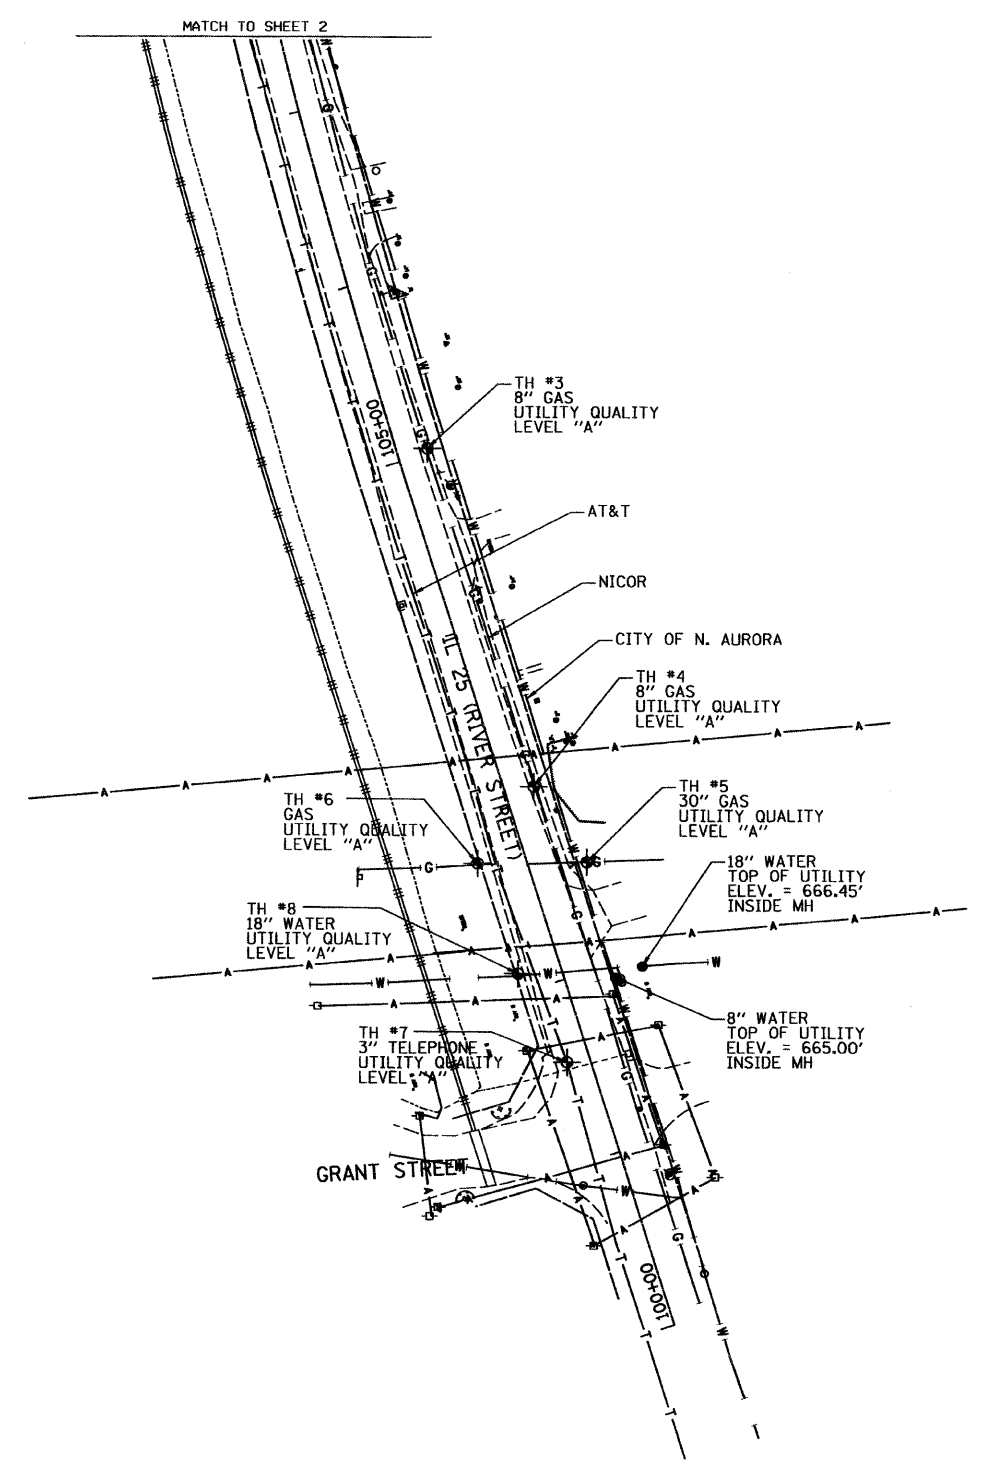 MATCH TO SHEET 2
TH #3
8" GAS
UTILITY QUALITY
LEVEL "A"
105+00
AT&T
NICOR
CITY OF N. AURORA
IL 25 (RIVER STREET)
TH #4
8" GAS
UTILITY QUALITY
LEVEL "A"
TH #6
GAS
UTILITY QUALITY
LEVEL "A"
TH #5
30" GAS
UTILITY QUALITY
LEVEL "A"
18" WATER
TOP OF UTILITY
ELEV. = 666.45'
INSIDE MH
TH #8
18" WATER
UTILITY QUALITY
LEVEL "A"
8" WATER
TOP OF UTILITY
ELEV. = 665.00'
INSIDE MH
TH #7
3" TELEPHONE
UTILITY QUALITY
LEVEL "A"
GRANT STREET
100+00